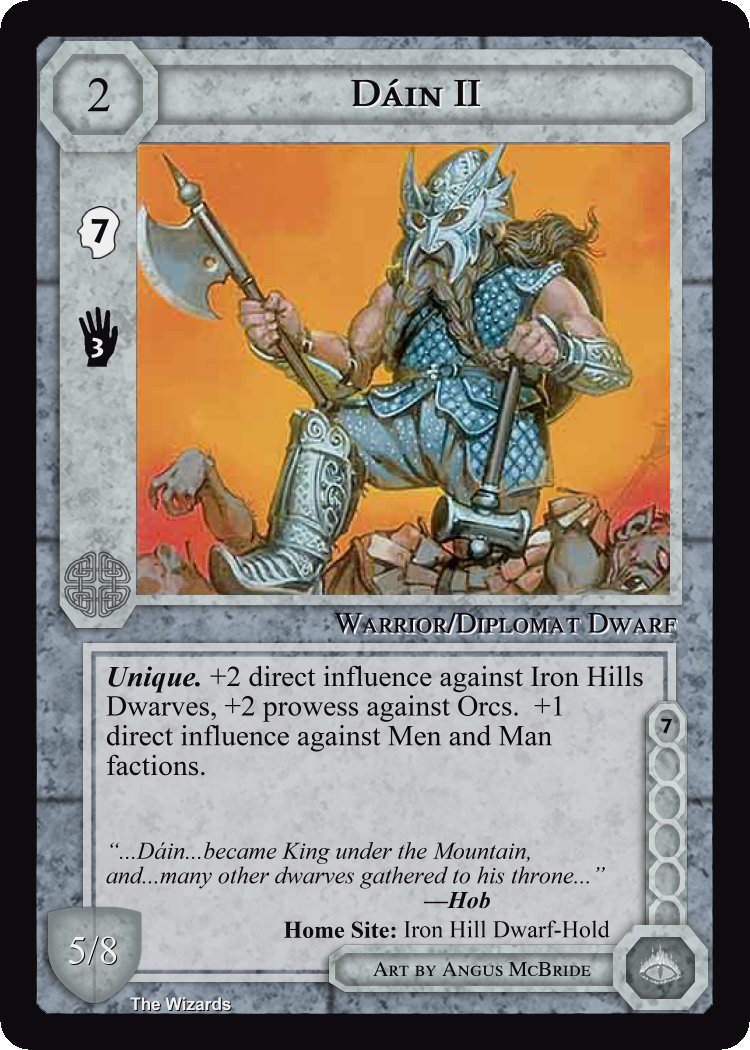 2
DÁIN II
7
3
WARRIOR/DIPLOMAT DWARF
Unique. +2 direct influence against Iron Hills
Dwarves, +2 prowess against Orcs. +1
direct influence against Men and Man
factions.
7
“...Dáin...became King under the Mountain,
and...many other dwarves gathered to his throne...”
—Hob
Home Site: Iron Hill Dwarf-Hold
5/8
ART BY ANGUS MCBRIDE
The Wizards